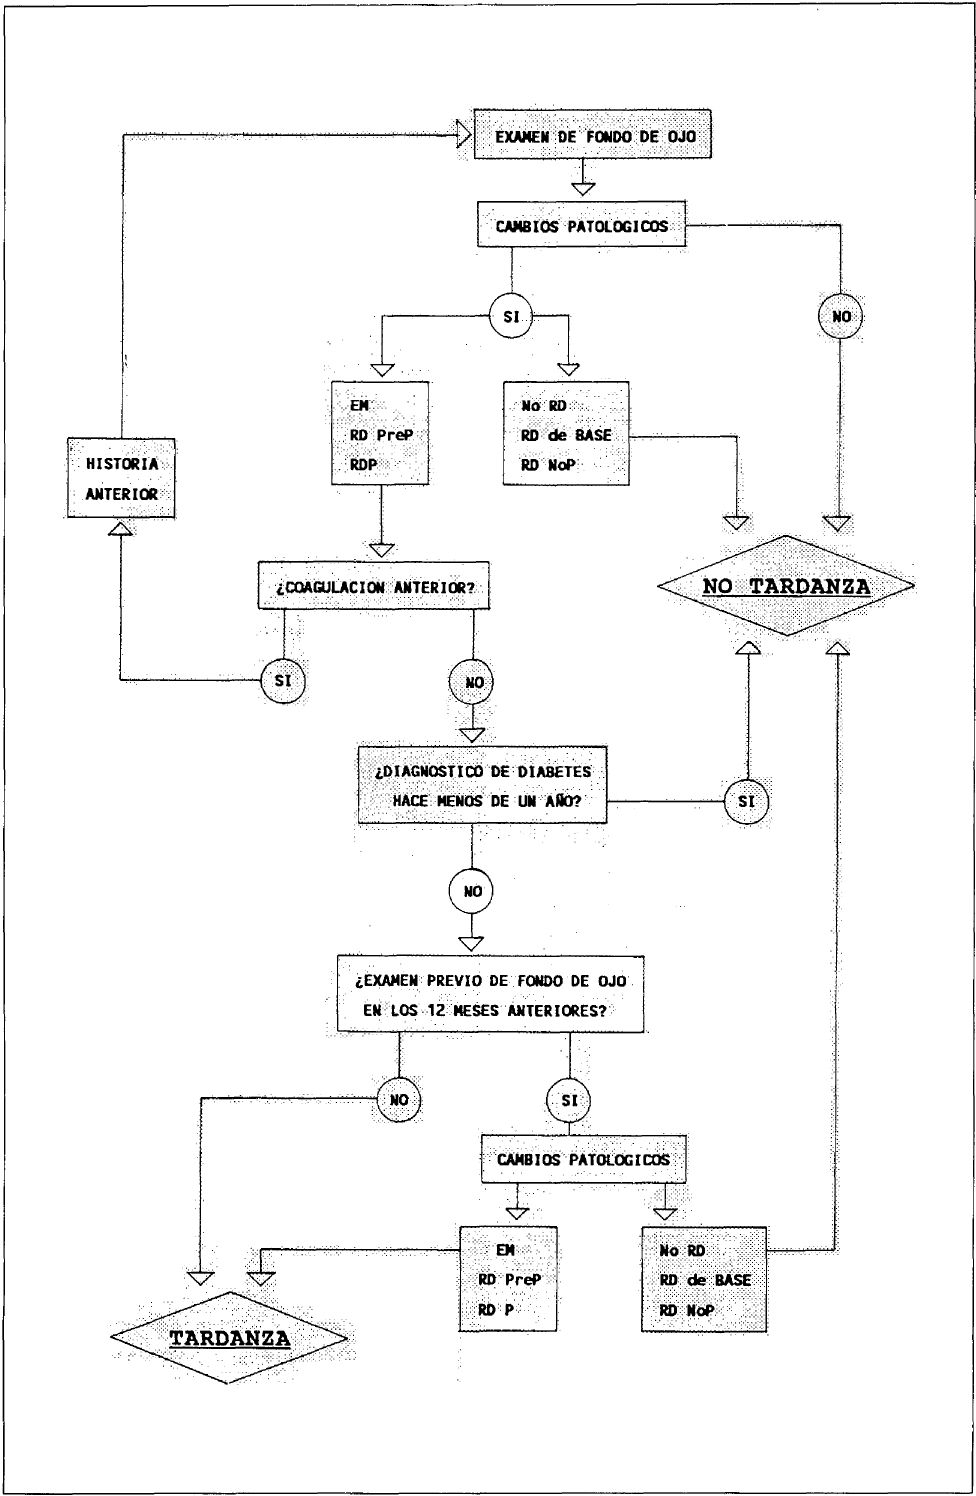 EXAMEN DE FONDO DE OJO
CAMBIOS PATOLOGICOS
SI
NO
EM
RD PreP
RDP
No RD
RD de BASE
RD NoP
HISTORIA
ANTERIOR
¿COAGULACION ANTERIOR?
NO TARDANZA
SI
NO
¿DIAGNOSTICO DE DIABETES
HACE MENOS DE UN AÑO?
SI
NO
¿EXAMEN PREVIO DE FONDO DE OJO
EN LOS 12 MESES ANTERIORES?
NO
SI
CAMBIOS PATOLOGICOS
EM
RD PreP
RD P
No RD
RD de BASE
RD NoP
TARDANZA